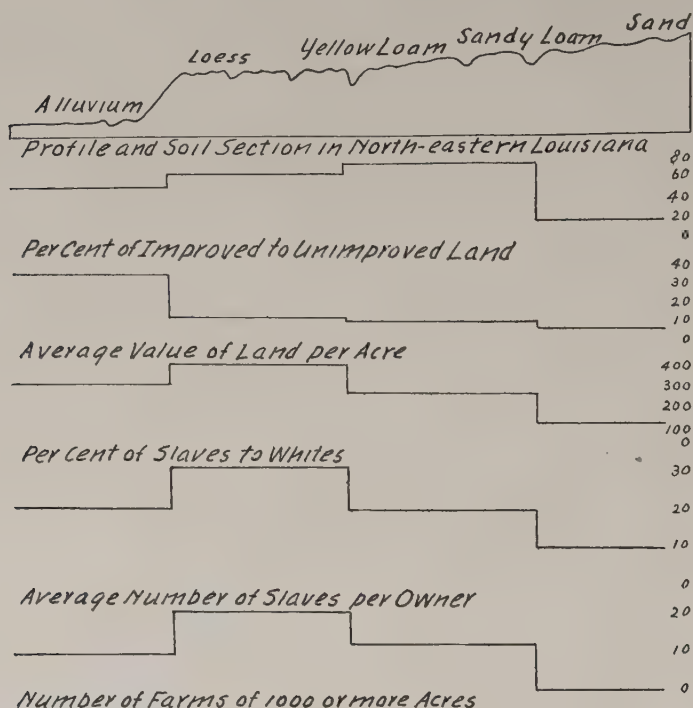 Sand
Yellow Loam
Sandy Loam
Loess
Alluvium
Profile and Soil Section in North-eastern Louisiana
80
60
40
20
0
Per Cent of Improved to Unimproved Land
40
30
20
10
0
Average Value of Land per Acre
400
300
200
100
0
Per Cent of Slaves to Whites
30
20
10
0
Average Number of Slaves per Owner
20
10
0
Number of Farms of 1000 or more Acres